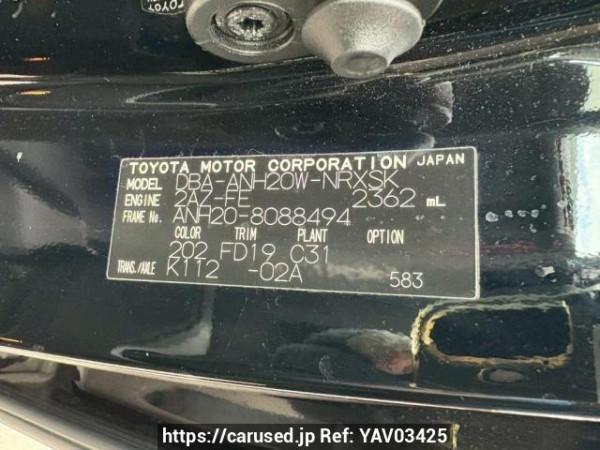 TOYOTA
TOYOTA MOTOR CORPORATION JAPAN
MODEL DBA-ANH20W-NRXSK
ENGINE 2AZ-FE 2362 mL
FRAME No. ANH20-8088494
COLOR TRIM PLANT OPTION
202 FD19 C31
TRANS./AXLE K112 -02A 583
https://carused.jp Ref: YAV03425